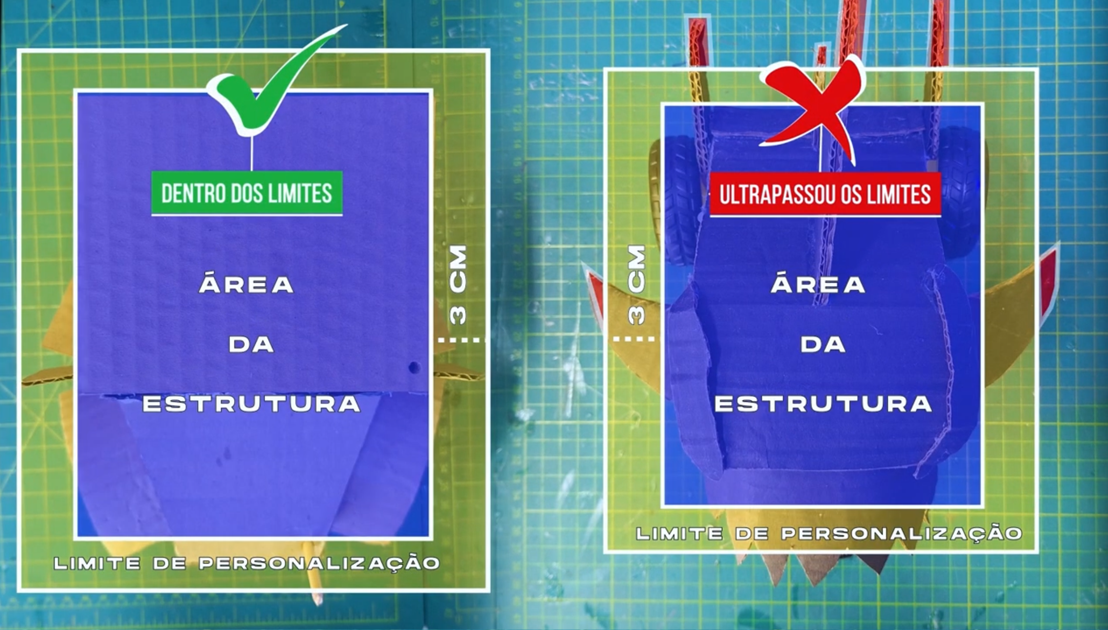 DENTRO DOS LIMITES
ÁREA
DA
ESTRUTURA
3 CM
LIMITE DE PERSONALIZAÇÃO
ULTRAPASSOU OS LIMITES
3 CM
ÁREA
DA
ESTRUTURA
LIMITE DE PERSONALIZAÇÃO